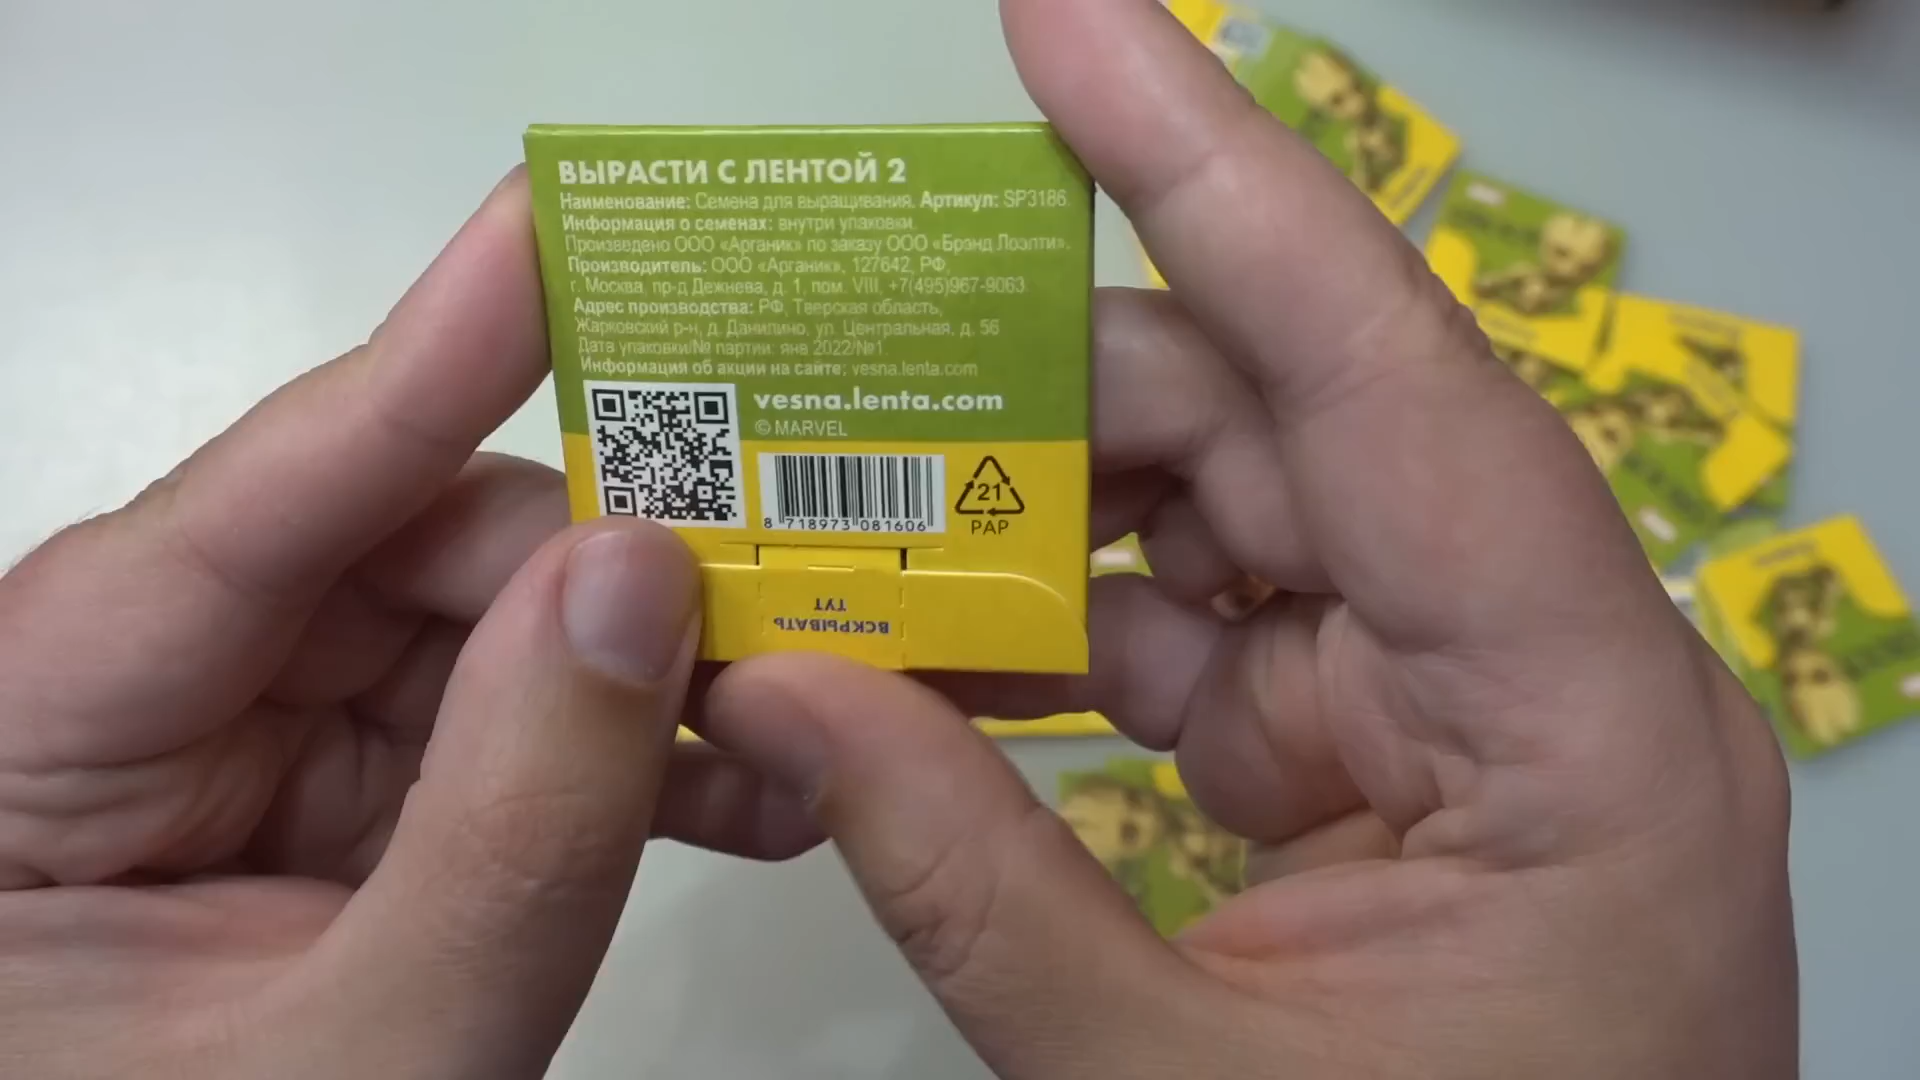 ВЫРАСТИ С ЛЕНТОЙ 2
Наименование: Семена для выращивания. Артикул: SP3186.
Информация о семенах: внутри упаковки.
Произведено ООО «Арганик» по заказу ООО «Брэнд Лоэлти».
Производитель: ООО «Арганик», 127642, РФ,
г. Москва, пр-д Дежнева, д. 1, пом. VIII, +7(495)967-9063.
Адрес производства: РФ, Тверская область,
Жарковский р-н, д. Данилино, ул. Центральная, д. 56
Дата упаковки/№ партии: янв 2022/№1.
Информация об акции на сайте: vesna.lenta.com
vesna.lenta.com
© MARVEL
8 718973 081606
21
PAP
ВСКРЫВАТЬ
ТУТ